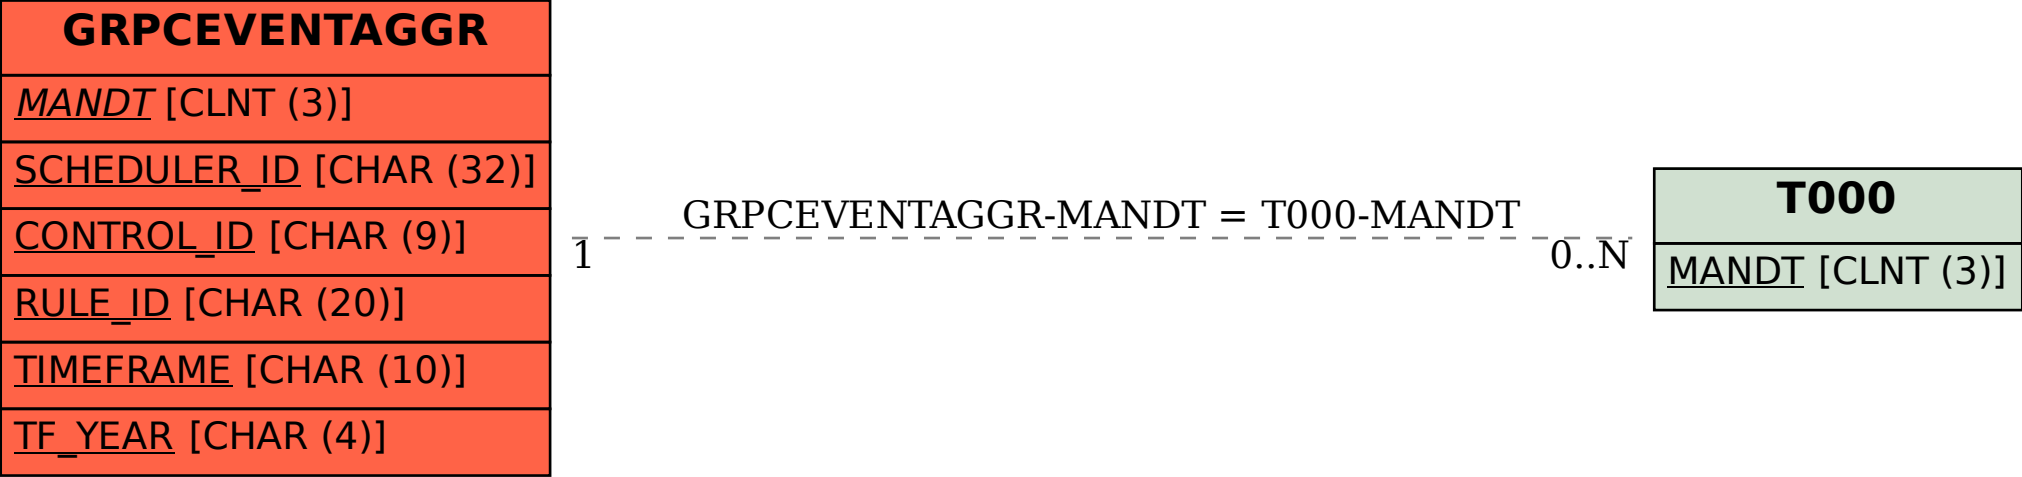 GRPCEVENTAGGR
MANDT [CLNT (3)]
SCHEDULER_ID [CHAR (32)]
CONTROL_ID [CHAR (9)]
RULE_ID [CHAR (20)]
TIMEFRAME [CHAR (10)]
TF_YEAR [CHAR (4)]
GRPCEVENTAGGR-MANDT = T000-MANDT
1
0..N
T000
MANDT [CLNT (3)]